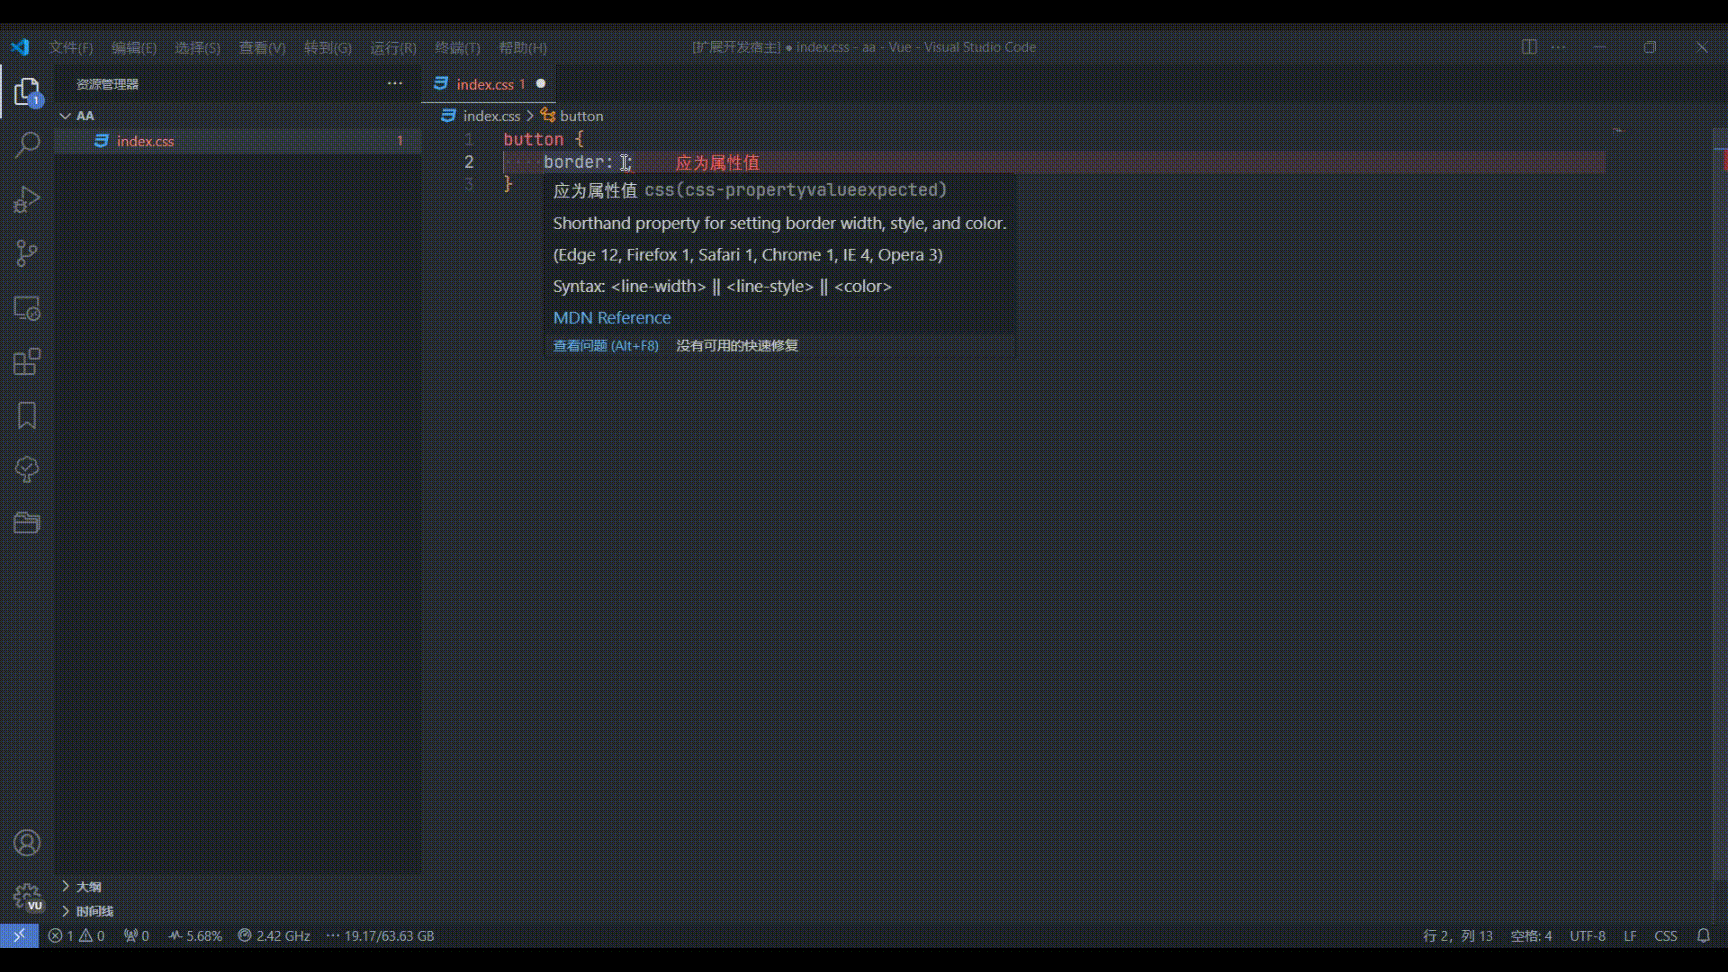 文件(F) 编辑(E) 选择(S) 查看(V) 转到(G) 运行(R) 终端(T) 帮助(H) [扩展开发宿主] ● index.css - aa - Vue - Visual Studio Code
资源管理器 ···
index.css 1 ●
AA
index.css 1
index.css > button
1 button {
2 ····border: ; 应为属性值
3 }
应为属性值 css(css-propertyvalueexpected)
Shorthand property for setting border width, style, and color.
(Edge 12, Firefox 1, Safari 1, Chrome 1, IE 4, Opera 3)
Syntax: <line-width> || <line-style> || <color>
MDN Reference
查看问题 (Alt+F8) 没有可用的快速修复
1
VU
大纲
时间线
1 0 0 5.68% 2.42 GHz ··· 19.17/63.63 GB 行 2，列 13 空格: 4 UTF-8 LF CSS